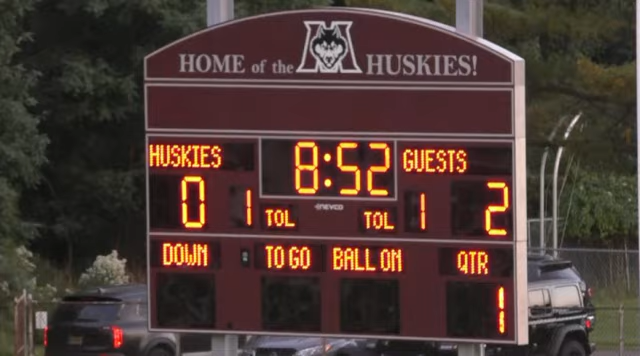 M
HOME of the HUSKIES!
HUSKIES 8:52 GUESTS
0 1 TOL NEVCO TOL 1 2
DOWN TO GO BALL ON QTR
1